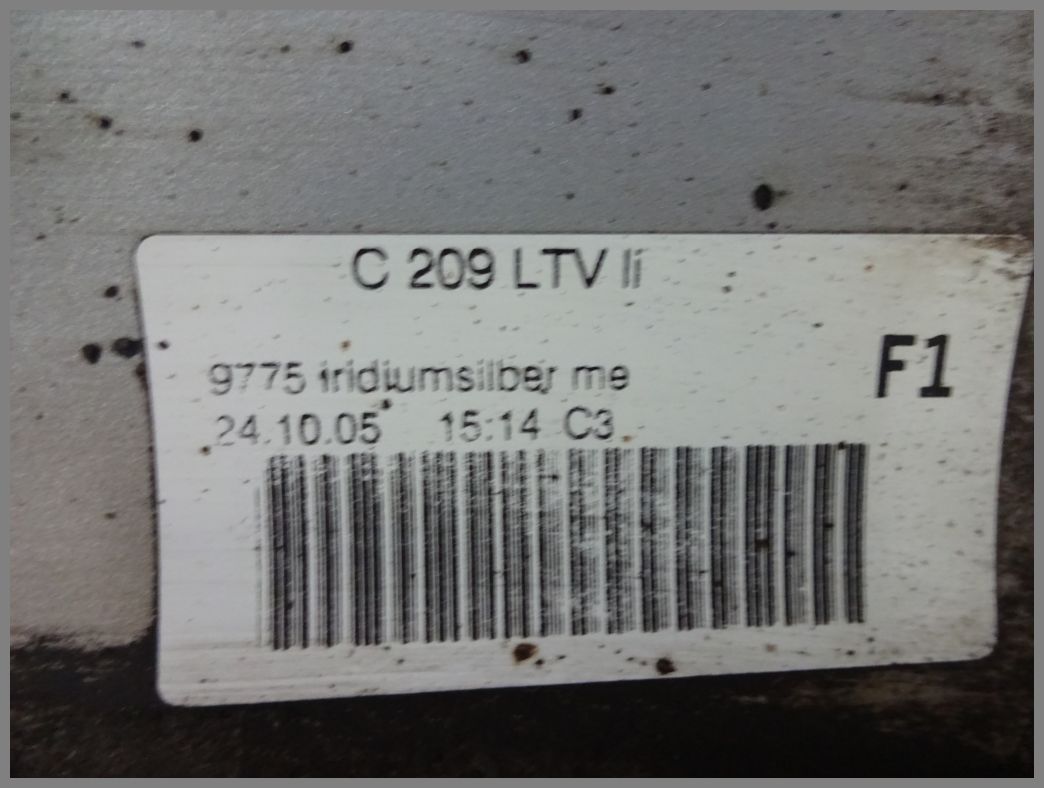 C 209 LTV li
F1
9775 iridiumsilber me
24.10.05 15:14 C3